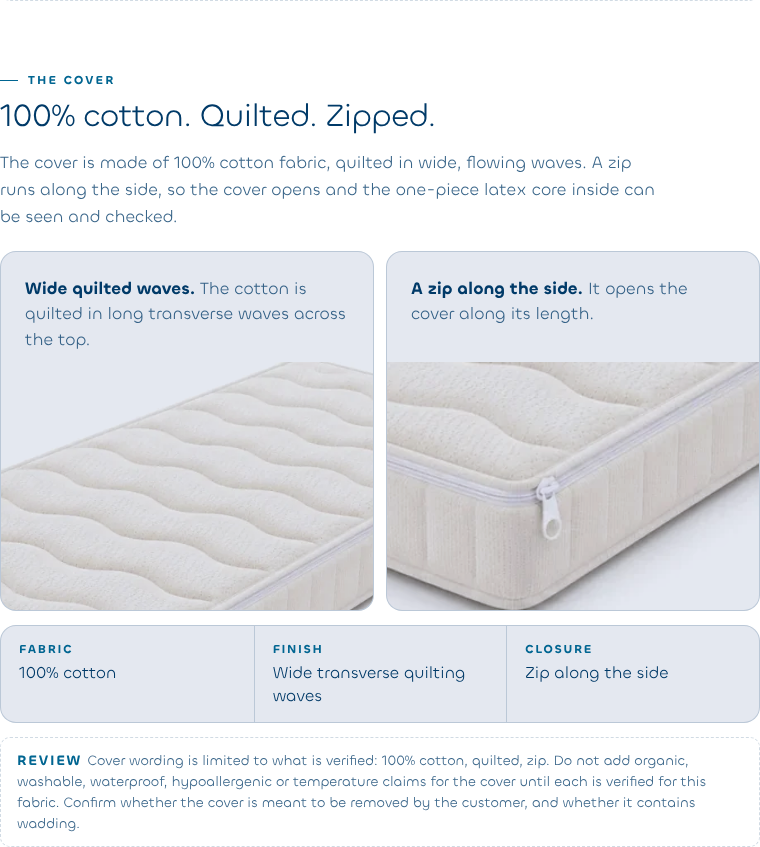 THE COVER
100% cotton. Quilted. Zipped.
The cover is made of 100% cotton fabric, quilted in wide, flowing waves. A zip
runs along the side, so the cover opens and the one-piece latex core inside can
be seen and checked.
Wide quilted waves. The cotton is
quilted in long transverse waves across
the top.
A zip along the side. It opens the
cover along its length.
FABRIC
100% cotton
FINISH
Wide transverse quilting
waves
CLOSURE
Zip along the side
REVIEW Cover wording is limited to what is verified: 100% cotton, quilted, zip. Do not add organic,
washable, waterproof, hypoallergenic or temperature claims for the cover until each is verified for this
fabric. Confirm whether the cover is meant to be removed by the customer, and whether it contains
wadding.